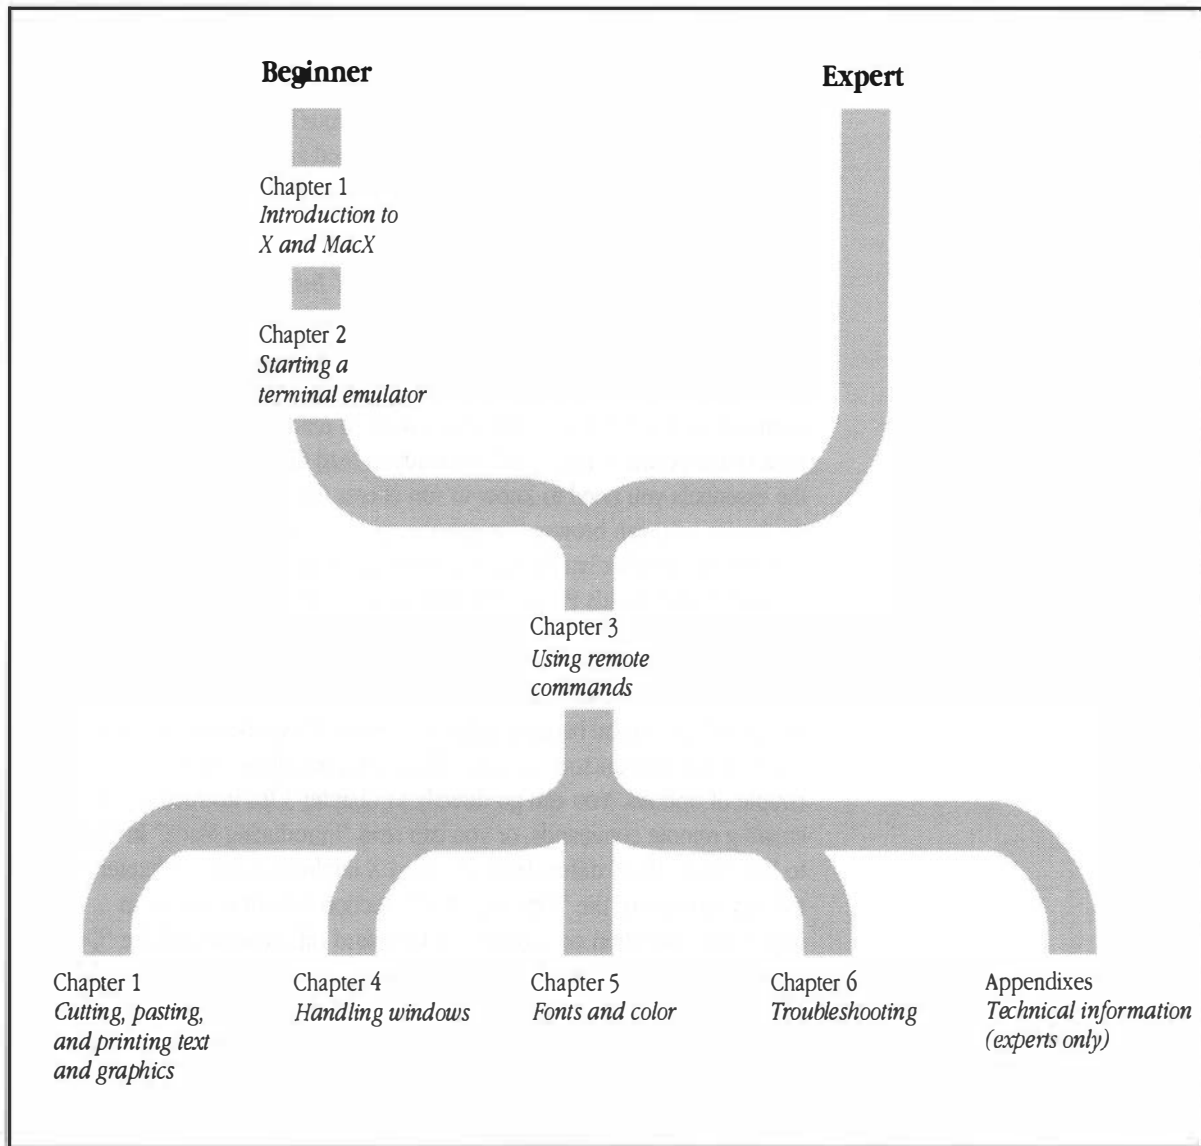 Beginner
Expert
Chapter 1
Introduction to
X and MacX
Chapter 2
Starting a
terminal emulator
Chapter 3
Using remote
commands
Chapter 1
Cutting, pasting,
and printing text
and graphics
Chapter 4
Handling windows
Chapter 5
Fonts and color
Chapter 6
Troubleshooting
Appendixes
Technical information
(experts only)